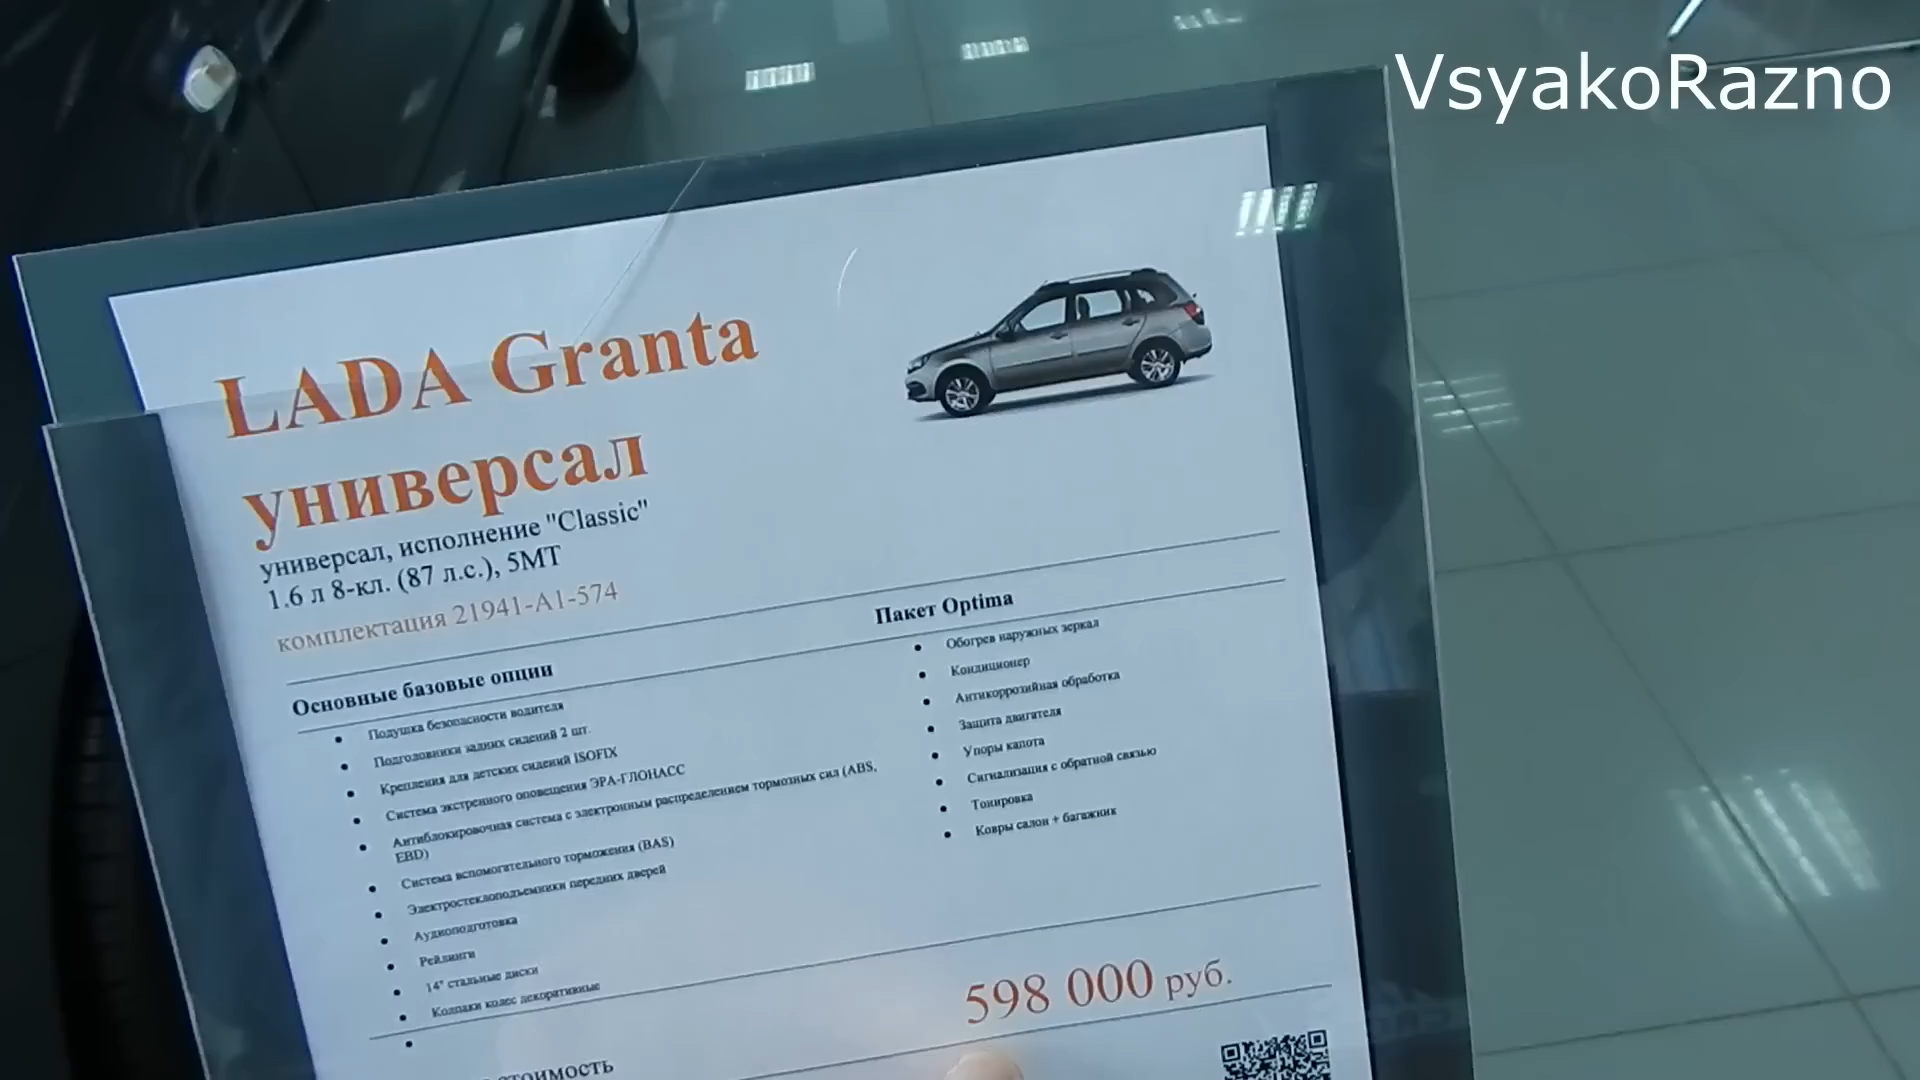 VsyakoRazno
LADA Granta
универсал
универсал, исполнение "Classic"
1.6 л 8-кл. (87 л.с.), 5МТ
комплектация 21941-А1-574
Основные базовые опции
Подушка безопасности водителя
Подголовники задних сидений 2 шт.
Крепления для детских сидений ISOFIX
Система экстренного оповещения ЭРА-ГЛОНАСС
Антиблокировочная система с электронным распределением тормозных сил (ABS,
EBD)
Система вспомогательного торможения (BAS)
Электростеклоподъемники передних дверей
Аудиоподготовка
Рейлинги
14" стальные диски
Колпаки колес декоративные
Пакет Optima
Обогрев наружных зеркал
Кондиционер
Антикоррозийная обработка
Защита двигателя
Упоры капота
Сигнализация с обратной связью
Тонировка
Ковры салон + багажник
598 000 руб.